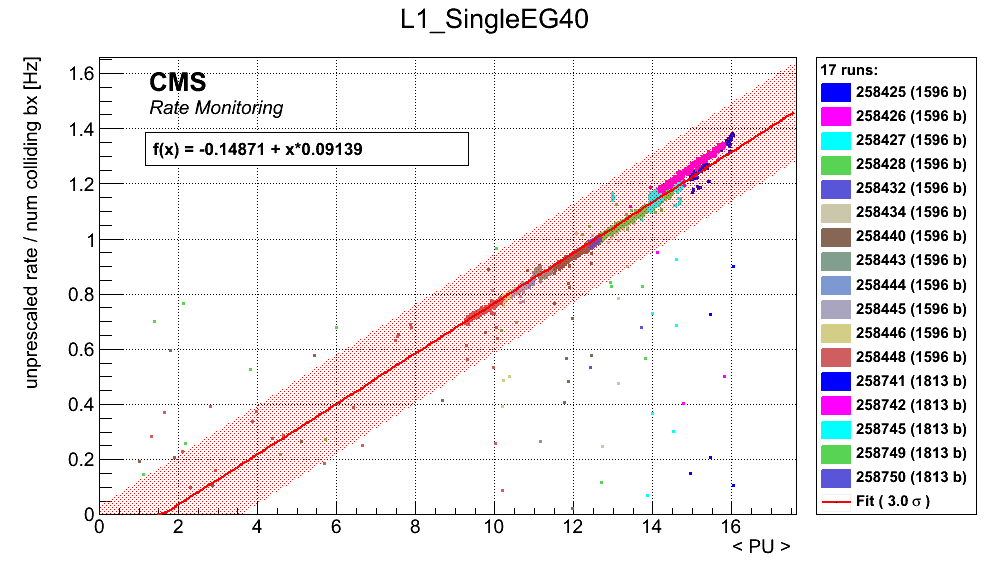 L1_SingleEG40
unprescaled rate / num colliding bx [Hz]
1.6
1.4
1.2
1
0.8
0.6
0.4
0.2
0
CMS
Rate Monitoring
f(x) = -0.14871 + x*0.09139
0 2 4 6 8 10 12 14 16
< PU >
17 runs:
258425 (1596 b)
258426 (1596 b)
258427 (1596 b)
258428 (1596 b)
258432 (1596 b)
258434 (1596 b)
258440 (1596 b)
258443 (1596 b)
258444 (1596 b)
258445 (1596 b)
258446 (1596 b)
258448 (1596 b)
258741 (1813 b)
258742 (1813 b)
258745 (1813 b)
258749 (1813 b)
258750 (1813 b)
Fit ( 3.0 σ )